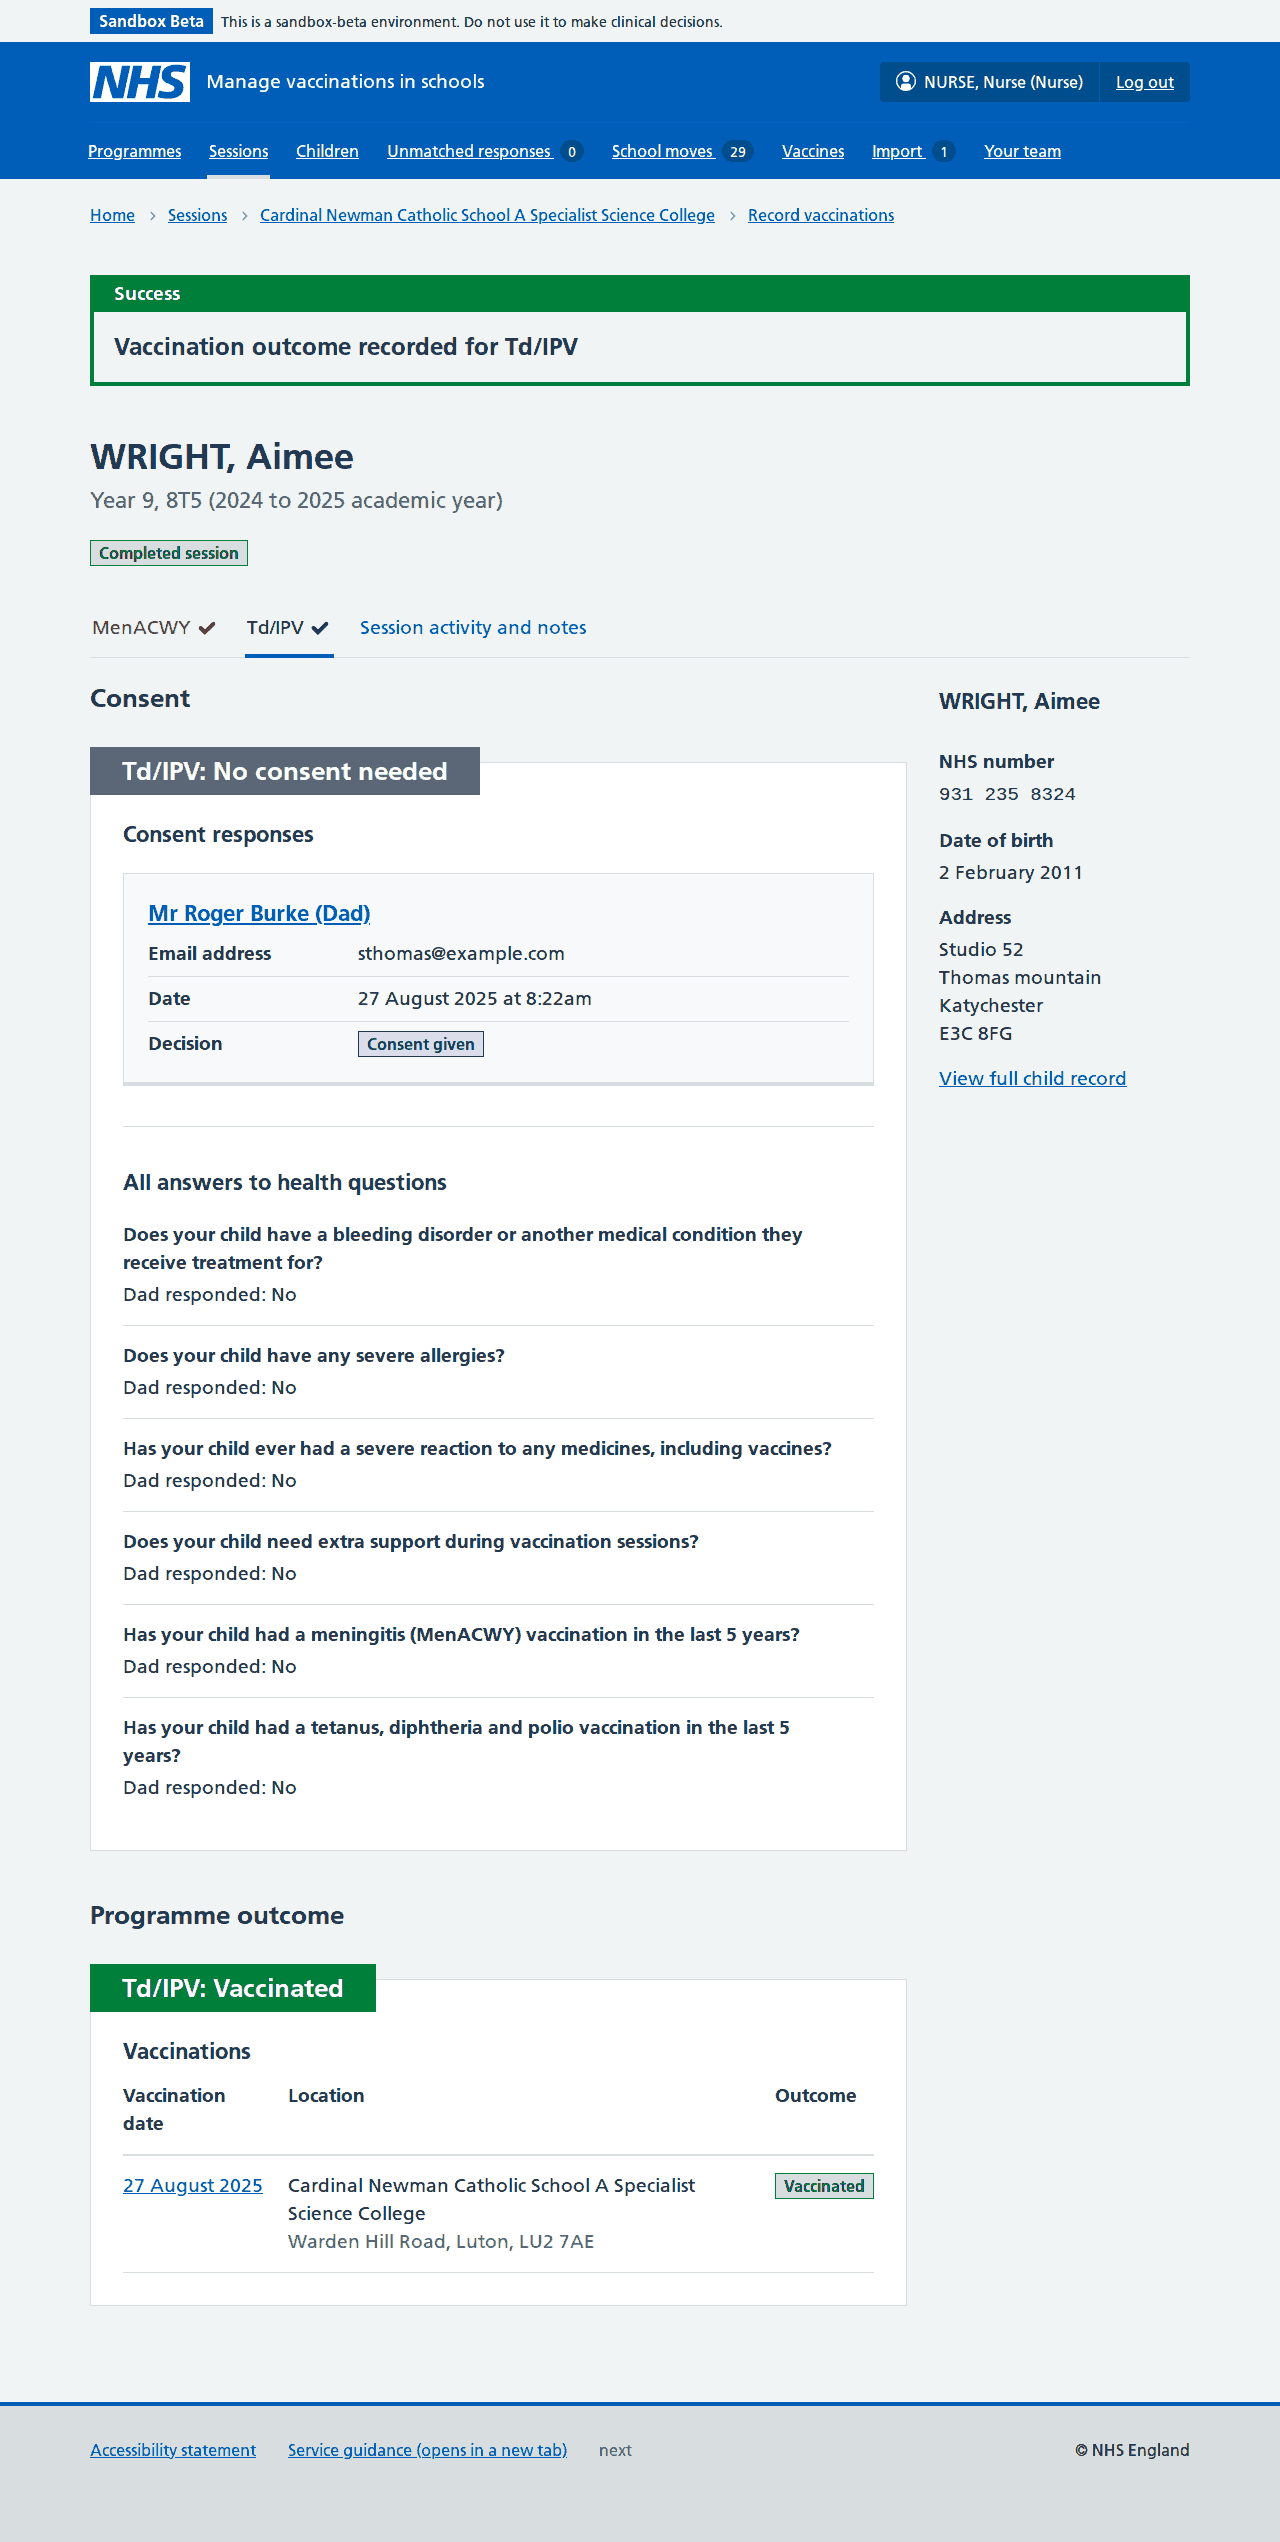 Sandbox Beta This is a sandbox-beta environment. Do not use it to make clinical decisions.
NHS Manage vaccinations in schools NURSE, Nurse (Nurse) Log out
Programmes Sessions Children Unmatched responses 0 School moves 29 Vaccines Import 1 Your team
Home Sessions Cardinal Newman Catholic School A Specialist Science College Record vaccinations
Success
Vaccination outcome recorded for Td/IPV
WRIGHT, Aimee
Year 9, 8T5 (2024 to 2025 academic year)
Completed session
MenACWY Td/IPV Session activity and notes
Consent
Td/IPV: No consent needed
Consent responses
Mr Roger Burke (Dad)
Email address sthomas@example.com
Date 27 August 2025 at 8:22am
Decision Consent given
All answers to health questions
Does your child have a bleeding disorder or another medical condition they
receive treatment for?
Dad responded: No
Does your child have any severe allergies?
Dad responded: No
Has your child ever had a severe reaction to any medicines, including vaccines?
Dad responded: No
Does your child need extra support during vaccination sessions?
Dad responded: No
Has your child had a meningitis (MenACWY) vaccination in the last 5 years?
Dad responded: No
Has your child had a tetanus, diphtheria and polio vaccination in the last 5
years?
Dad responded: No
WRIGHT, Aimee
NHS number
931 235 8324
Date of birth
2 February 2011
Address
Studio 52
Thomas mountain
Katychester
E3C 8FG
View full child record
Programme outcome
Td/IPV: Vaccinated
Vaccinations
Vaccination
date
Location
Outcome
27 August 2025
Cardinal Newman Catholic School A Specialist
Science College
Warden Hill Road, Luton, LU2 7AE
Vaccinated
Accessibility statement Service guidance (opens in a new tab) next © NHS England